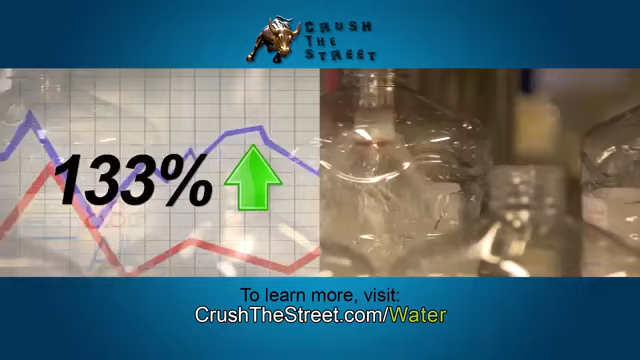 CRUSH
THE
STREET
133%
To learn more, visit:
CrushTheStreet.com/Water